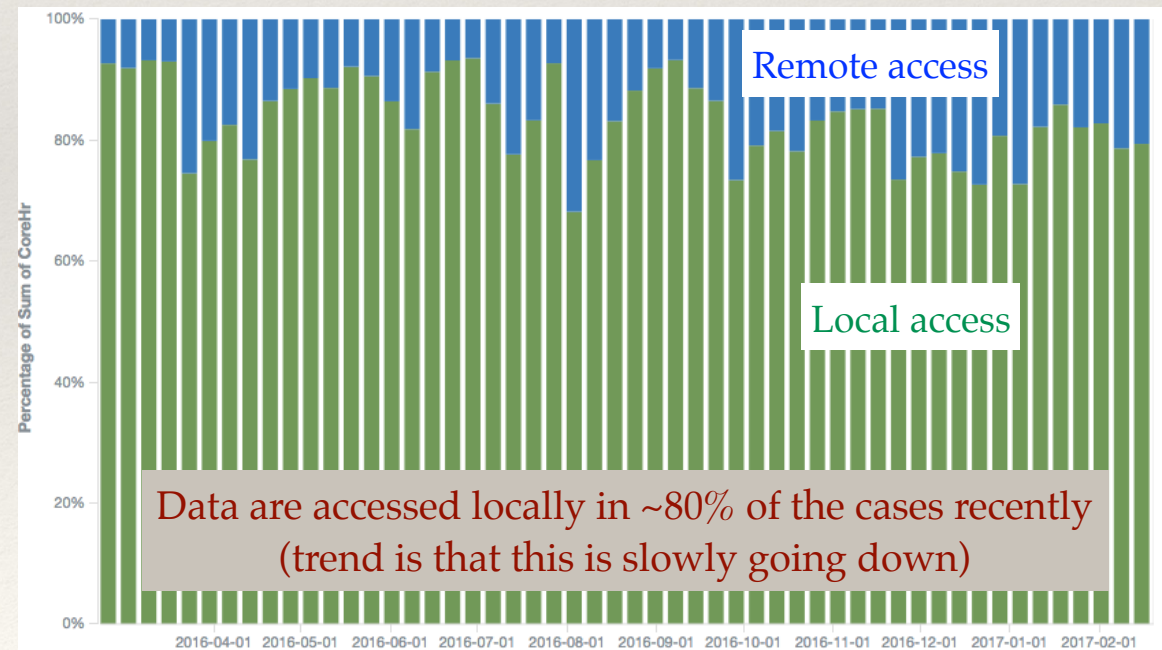 100%
80%
60%
40%
20%
0%
Percentage of Sum of CoreHr
Remote access
Local access
Data are accessed locally in ~80% of the cases recently
(trend is that this is slowly going down)
2016-04-01 2016-05-01 2016-06-01 2016-07-01 2016-08-01 2016-09-01 2016-10-01 2016-11-01 2016-12-01 2017-01-01 2017-02-01